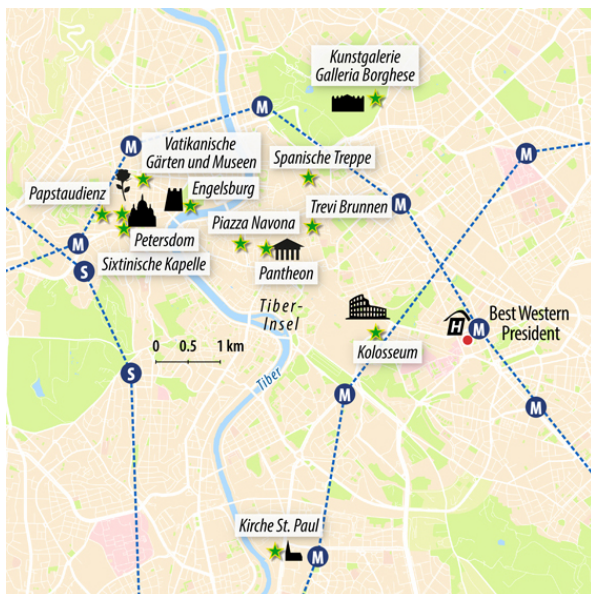 Kunstgalerie
Galleria Borghese
M
M
M
Vatikanische
Gärten und Museen
Spanische Treppe
Papstaudienz
Engelsburg
Trevi Brunnen
M
Piazza Navona
Petersdom
M
Sixtinische Kapelle
S
Pantheon
Tiber-
Insel
H
Best Western
President
M
0 0.5 1 km
Kolosseum
S
Tiber
M
M
Kirche St. Paul
M